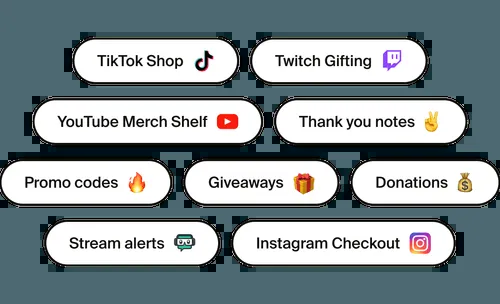 TikTok Shop
Twitch Gifting
YouTube Merch Shelf
Thank you notes
Promo codes
Giveaways
Donations
Stream alerts
Instagram Checkout